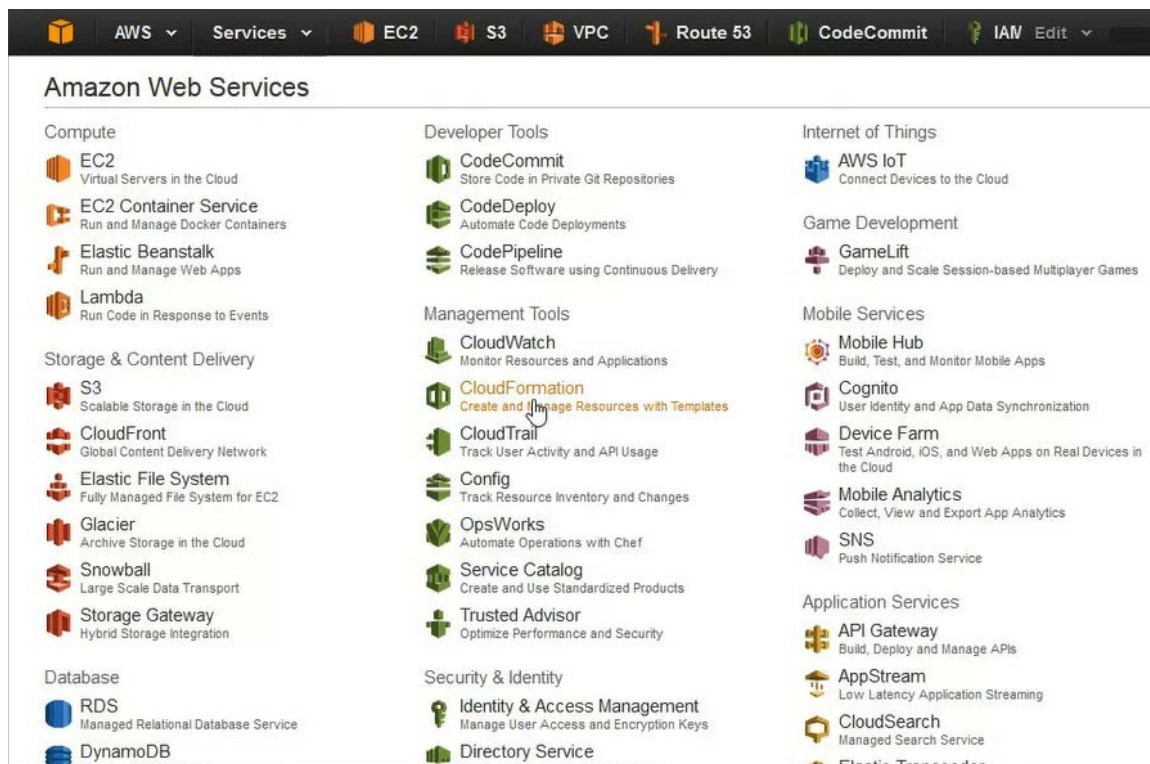 AWS Services EC2 S3 VPC Route 53 CodeCommit IAM Edit
Amazon Web Services
Compute
EC2
Virtual Servers in the Cloud
EC2 Container Service
Run and Manage Docker Containers
Elastic Beanstalk
Run and Manage Web Apps
Lambda
Run Code in Response to Events
Storage & Content Delivery
S3
Scalable Storage in the Cloud
CloudFront
Global Content Delivery Network
Elastic File System
Fully Managed File System for EC2
Glacier
Archive Storage in the Cloud
Snowball
Large Scale Data Transport
Storage Gateway
Hybrid Storage Integration
Database
RDS
Managed Relational Database Service
DynamoDB
Developer Tools
CodeCommit
Store Code in Private Git Repositories
CodeDeploy
Automate Code Deployments
CodePipeline
Release Software using Continuous Delivery
Management Tools
CloudWatch
Monitor Resources and Applications
CloudFormation
Create and Manage Resources with Templates
CloudTrail
Track User Activity and API Usage
Config
Track Resource Inventory and Changes
OpsWorks
Automate Operations with Chef
Service Catalog
Create and Use Standardized Products
Trusted Advisor
Optimize Performance and Security
Security & Identity
Identity & Access Management
Manage User Access and Encryption Keys
Directory Service
Internet of Things
AWS IoT
Connect Devices to the Cloud
Game Development
GameLift
Deploy and Scale Session-based Multiplayer Games
Mobile Services
Mobile Hub
Build, Test, and Monitor Mobile Apps
Cognito
User Identity and App Data Synchronization
Device Farm
Test Android, iOS, and Web Apps on Real Devices in
the Cloud
Mobile Analytics
Collect, View and Export App Analytics
SNS
Push Notification Service
Application Services
API Gateway
Build, Deploy and Manage APIs
AppStream
Low Latency Application Streaming
CloudSearch
Managed Search Service